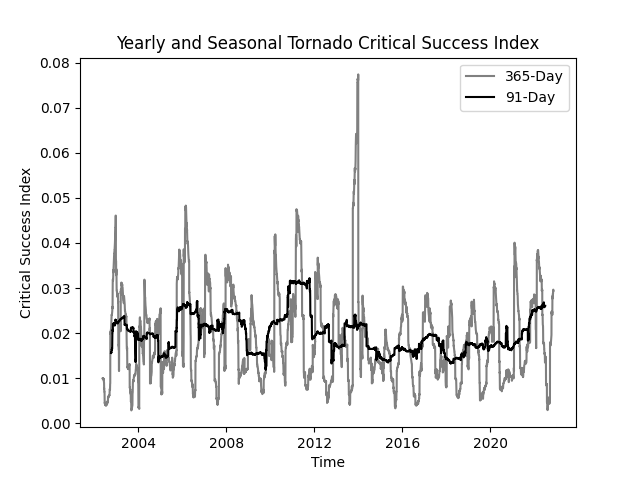 Yearly and Seasonal Tornado Critical Success Index
365-Day
91-Day
0.08
0.07
0.06
0.05
0.04
0.03
0.02
0.01
0.00
Critical Success Index
2004 2008 2012 2016 2020
Time